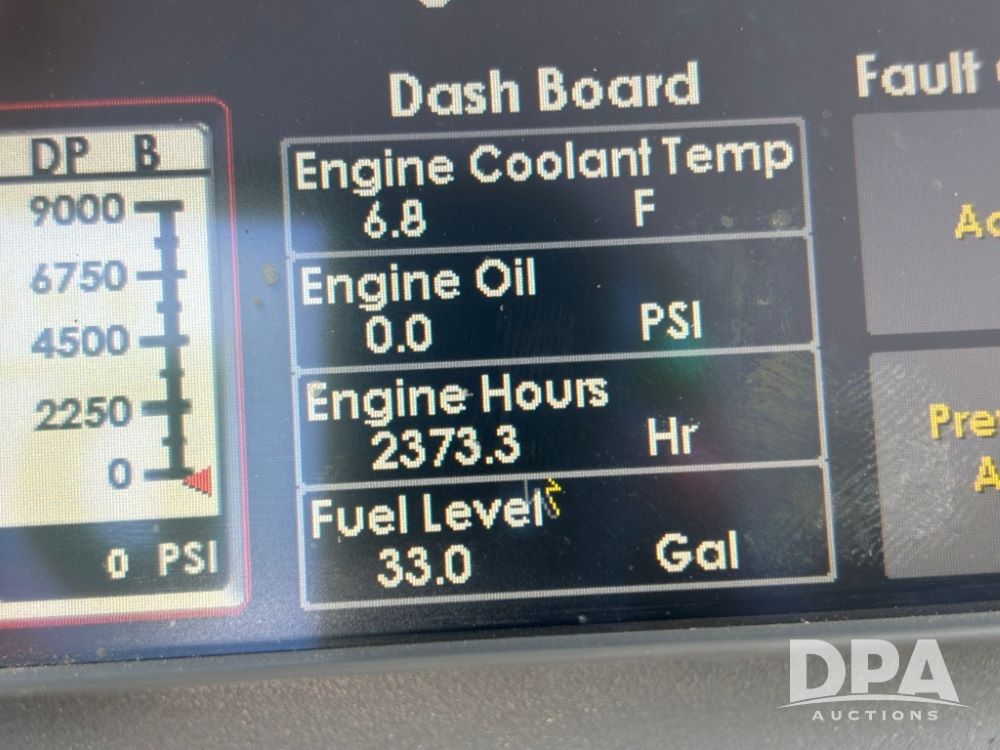 Dash Board
Fault
DP B
9000
6750
4500
2250
0
0 PSI
Engine Coolant Temp
6.8 F
Engine Oil
0.0 PSI
Engine Hours
2373.3 Hr
Fuel Level
33.0 Gal
DPA
AUCTIONS